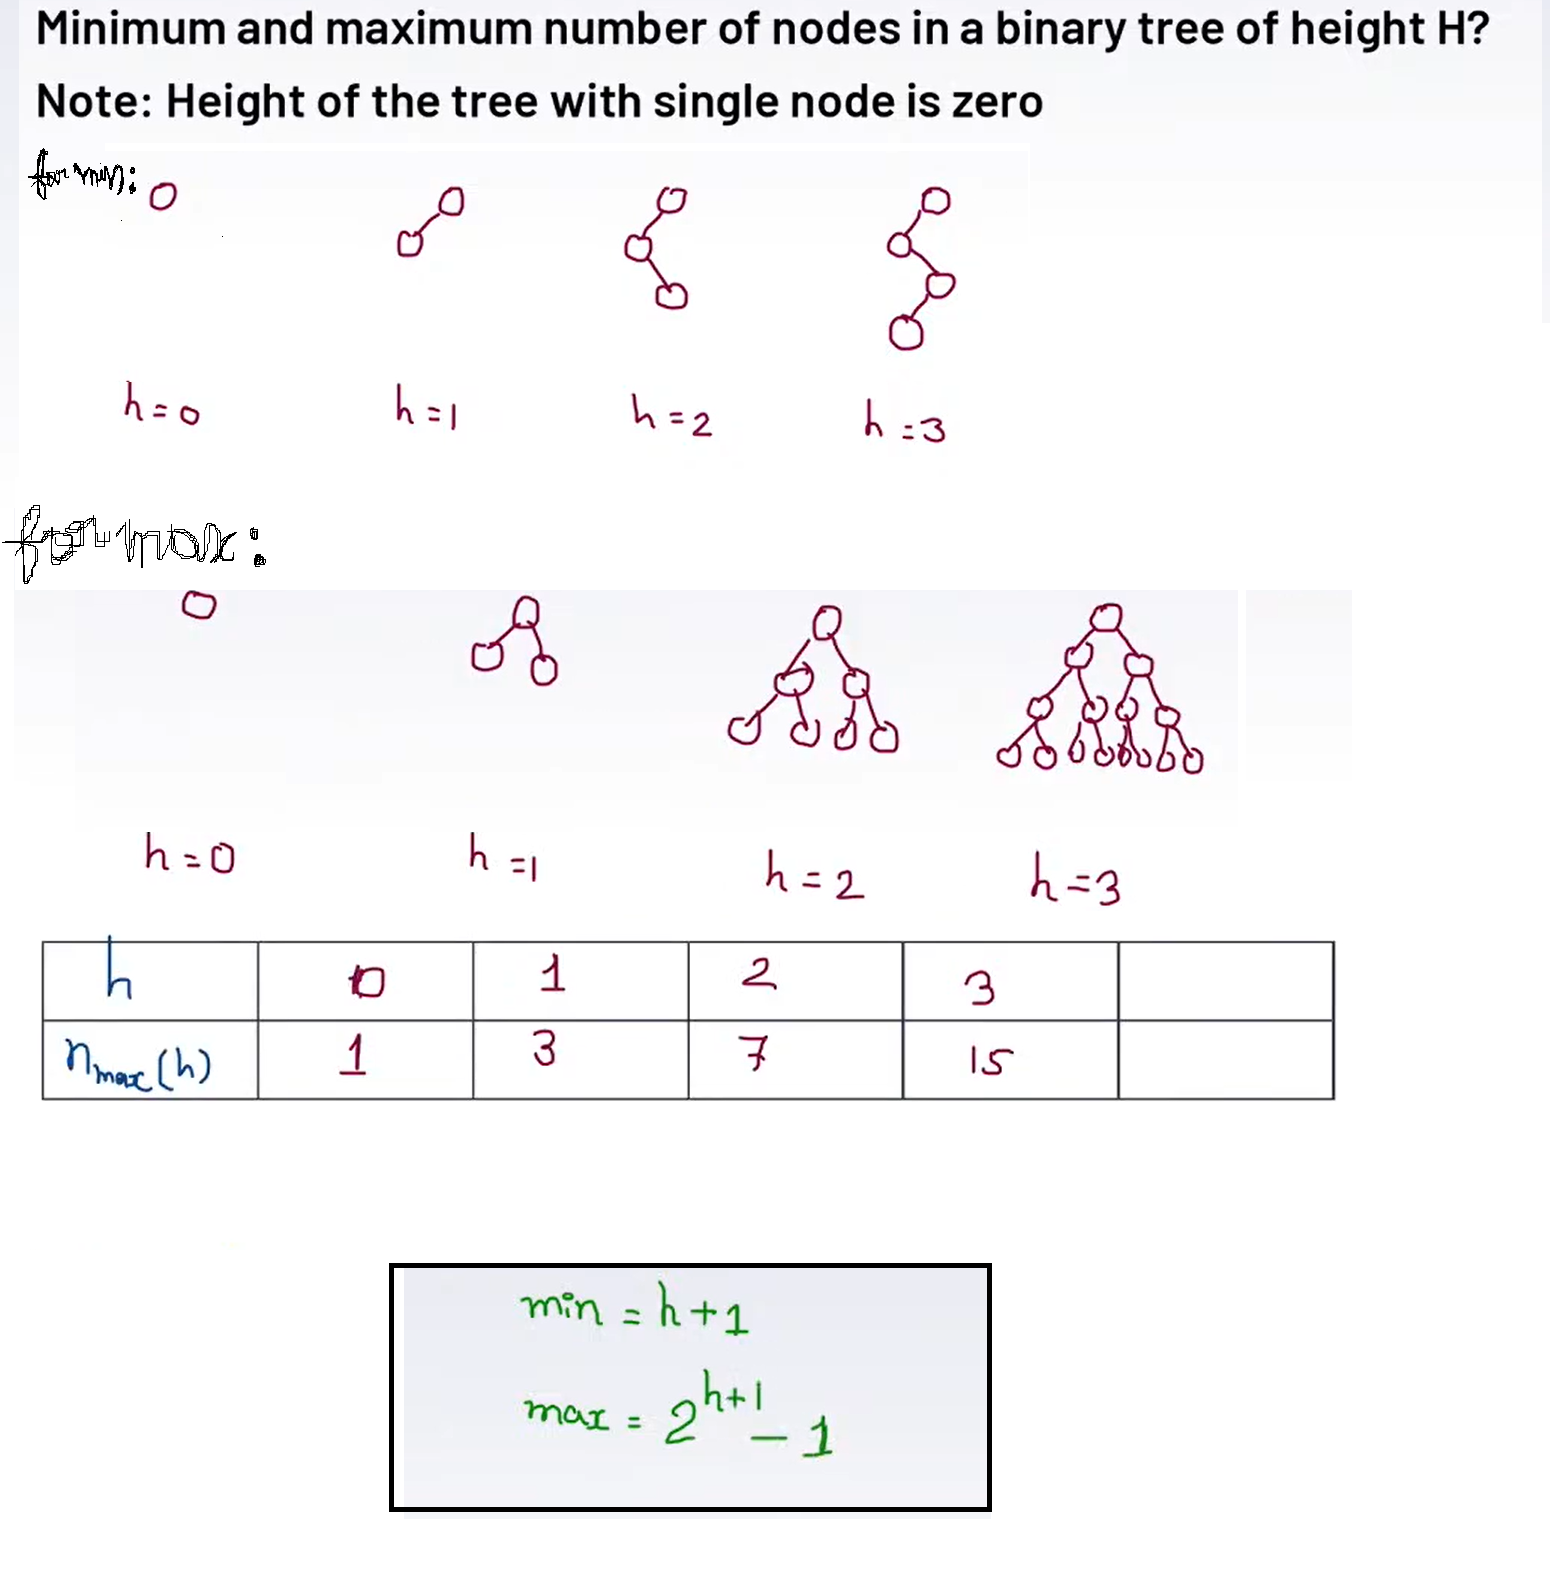 Minimum and maximum number of nodes in a binary tree of height H?
Note: Height of the tree with single node is zero
for min:
h=0 h=1 h=2 h=3
for max:
h=0 h=1 h=2 h=3
h 0 1 2 3
nmax(h) 1 3 7 15
min = h+1
max = 2^h+1 - 1